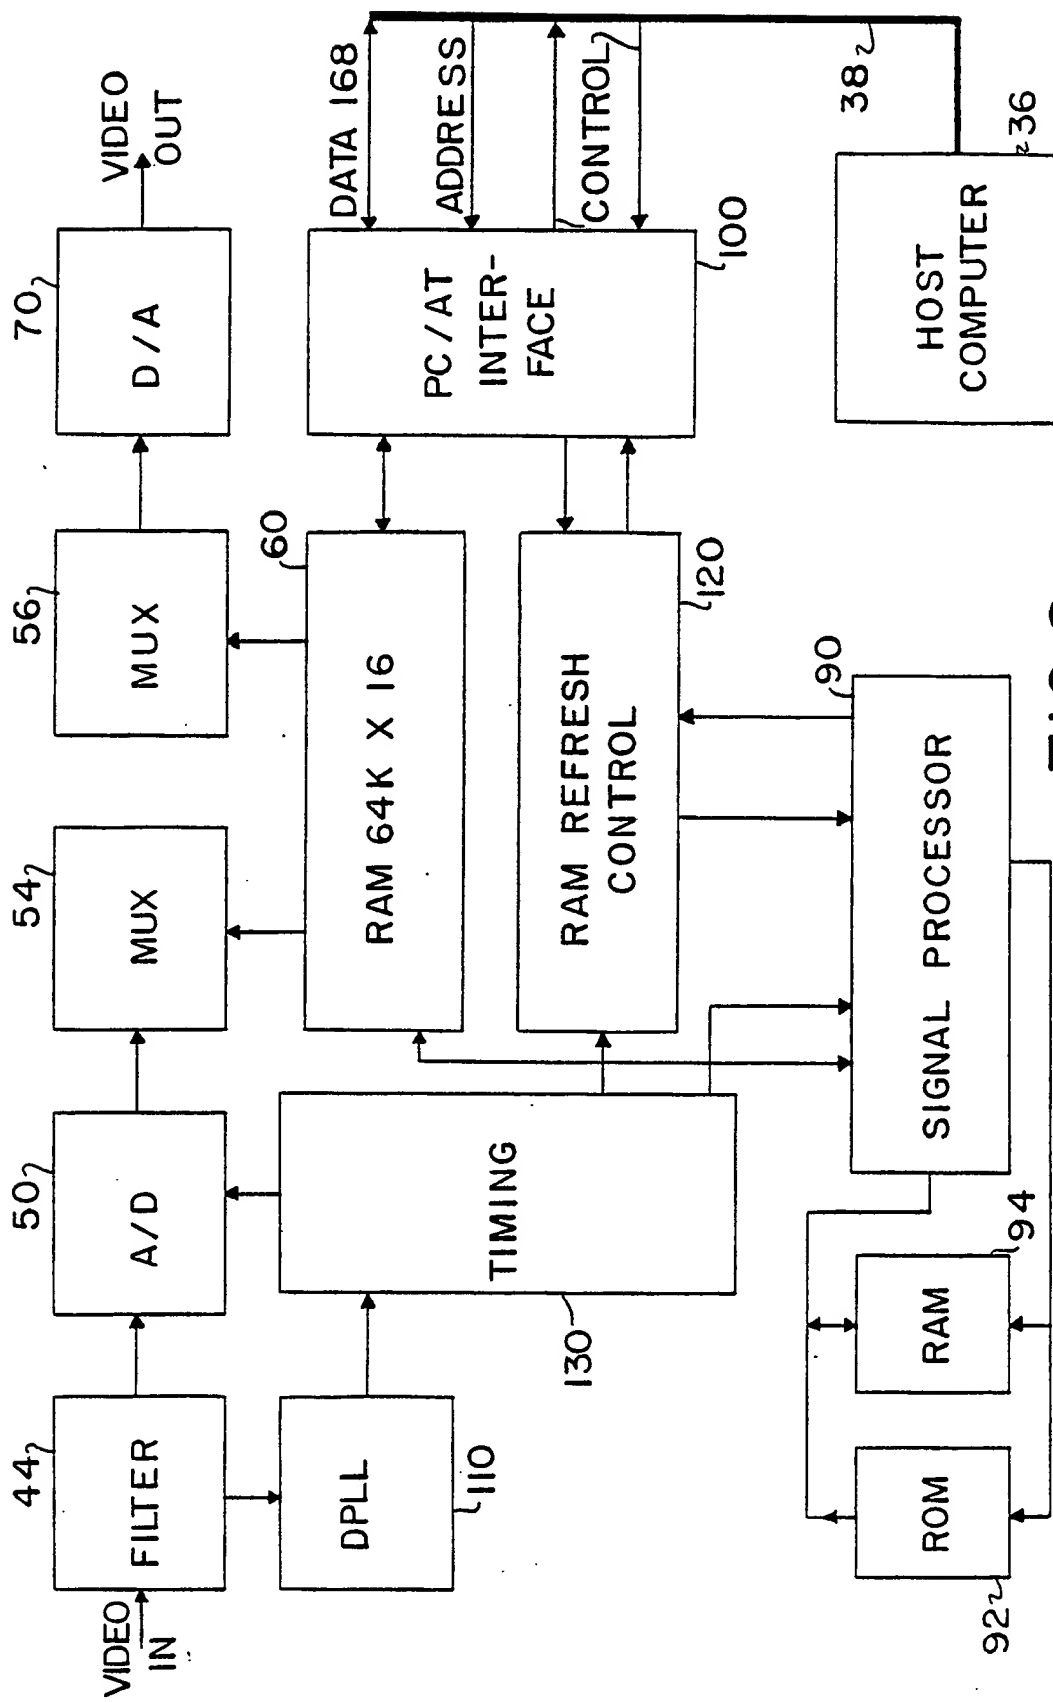 VIDEO
IN
44
FILTER
50
A/D
54
MUX
56
MUX
70
D/A
VIDEO
OUT
110
DPLL
130
TIMING
60
RAM 64K X 16
120
RAM REFRESH
CONTROL
100
PC/AT
INTER-
FACE
DATA 168
ADDRESS
CONTROL
38
36
HOST
COMPUTER
90
SIGNAL PROCESSOR
94
RAM
92
ROM